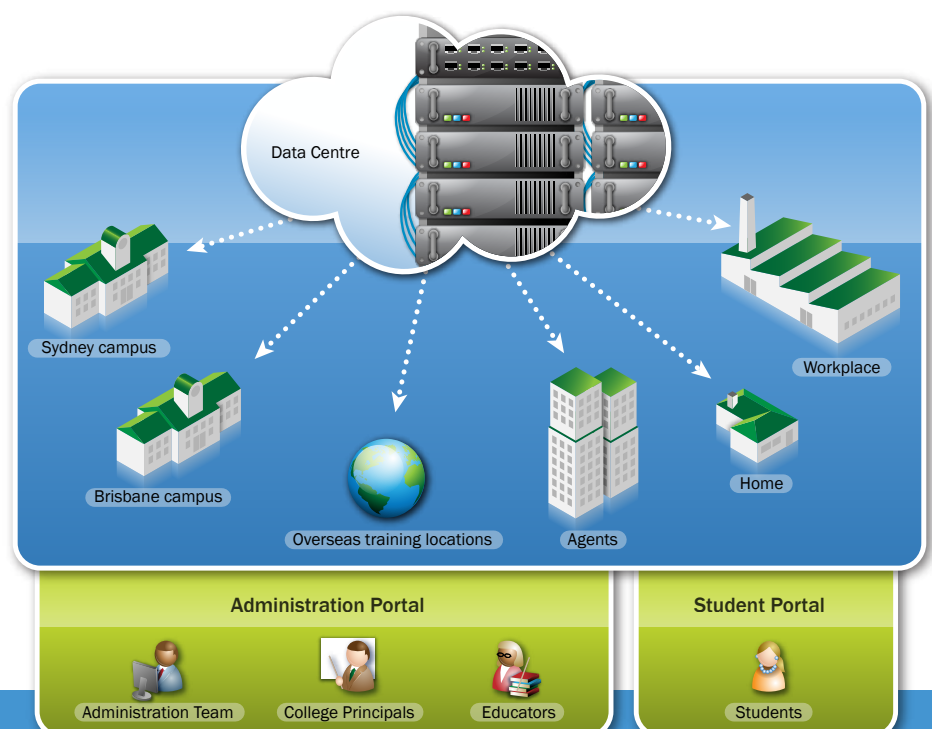 Data Centre
Sydney campus
Workplace
Brisbane campus
Home
Overseas training locations
Agents
Administration Portal
Student Portal
Administration Team
College Principals
Educators
Students